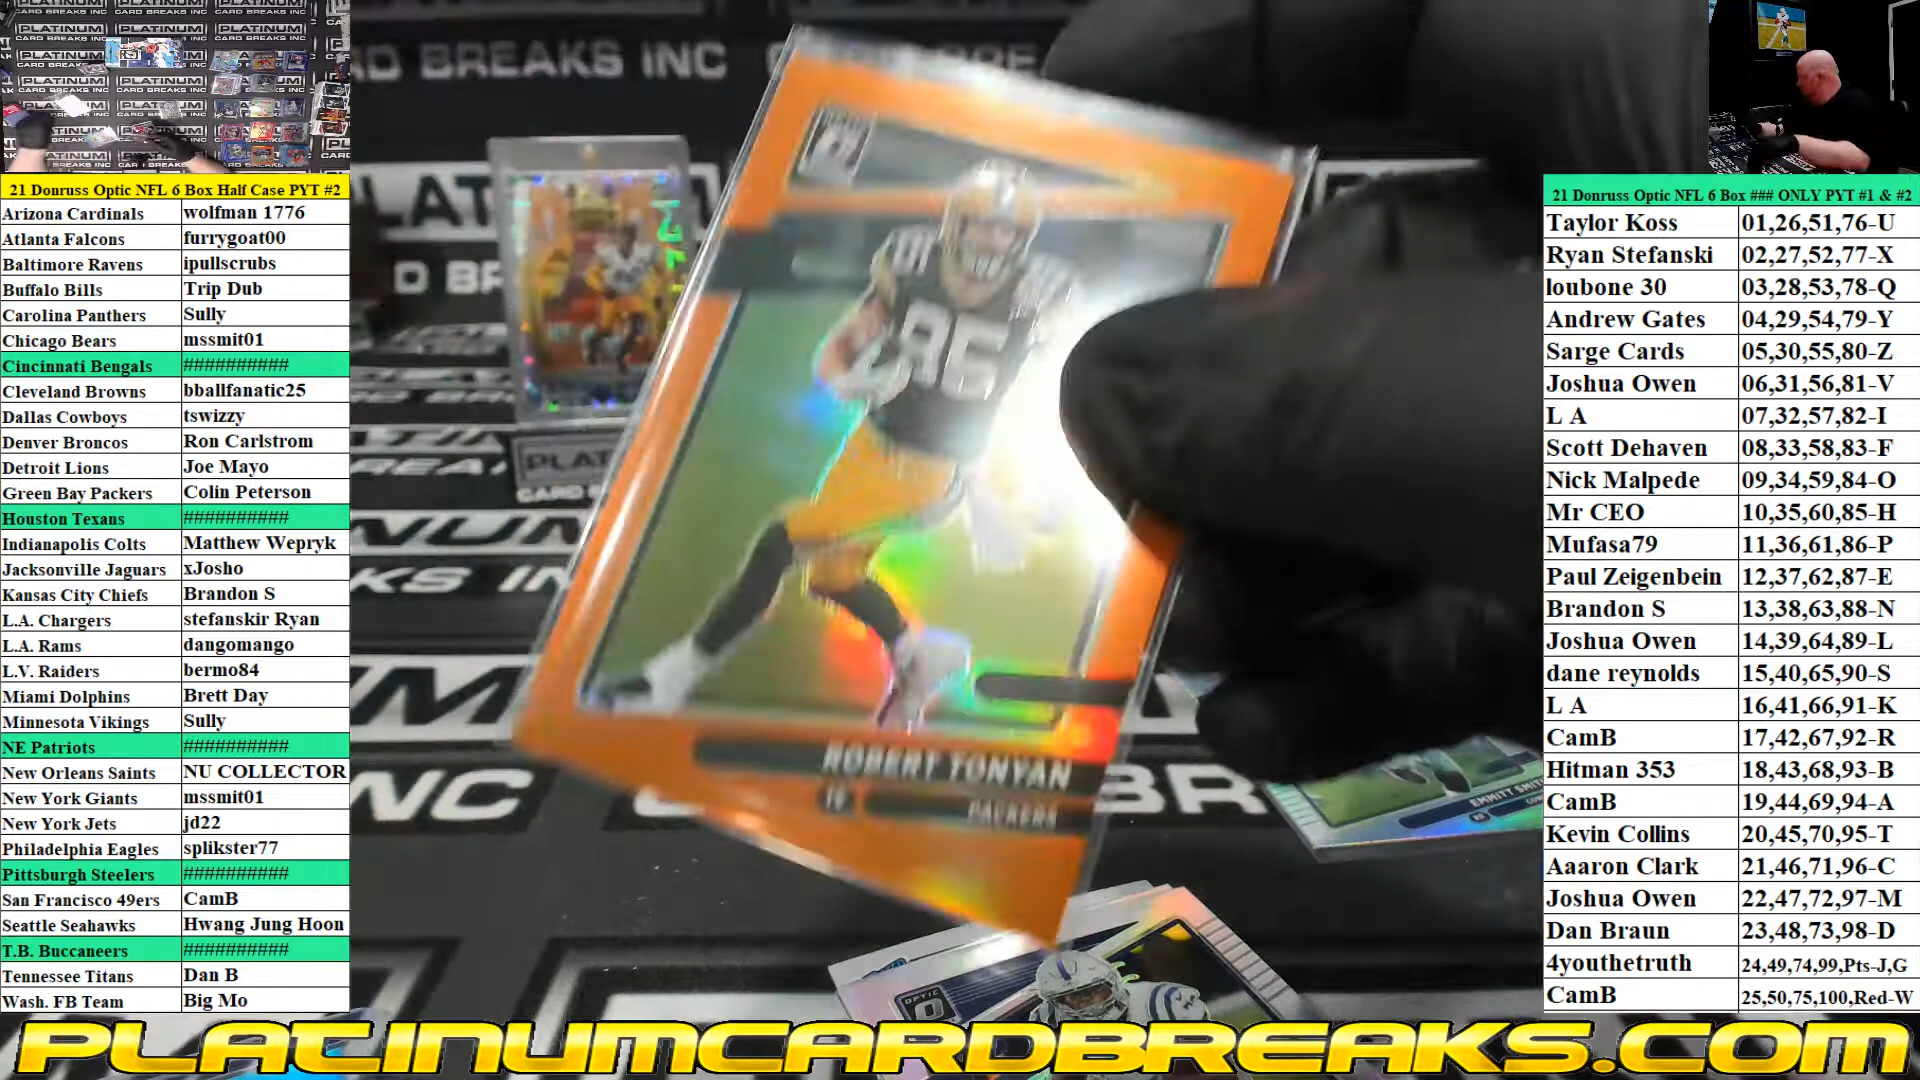 21 Donruss Optic NFL 6 Box Half Case PYT #2
Arizona Cardinals wolfman 1776
Atlanta Falcons furrygoat00
Baltimore Ravens ipullscrubs
Buffalo Bills Trip Dub
Carolina Panthers Sully
Chicago Bears mssmit01
Cincinnati Bengals ##########
Cleveland Browns bballfanatic25
Dallas Cowboys tswizzy
Denver Broncos Ron Carlstrom
Detroit Lions Joe Mayo
Green Bay Packers Colin Peterson
Houston Texans ##########
Indianapolis Colts Matthew Wepryk
Jacksonville Jaguars xJosho
Kansas City Chiefs Brandon S
L.A. Chargers stefanskir Ryan
L.A. Rams dangomango
L.V. Raiders bermo84
Miami Dolphins Brett Day
Minnesota Vikings Sully
NE Patriots ##########
New Orleans Saints NU COLLECTOR
New York Giants mssmit01
New York Jets jd22
Philadelphia Eagles splikster77
Pittsburgh Steelers ##########
San Francisco 49ers CamB
Seattle Seahawks Hwang Jung Hoon
T.B. Buccaneers ##########
Tennessee Titans Dan B
Wash. FB Team Big Mo
PLATINUM
CARD BREAKS INC
85
ROBERT TONYAN
TE PACKERS
EMMITT SMITH
OPTIC
21 Donruss Optic NFL 6 Box ### ONLY PYT #1 & #2
Taylor Koss 01,26,51,76-U
Ryan Stefanski 02,27,52,77-X
loubone 30 03,28,53,78-Q
Andrew Gates 04,29,54,79-Y
Sarge Cards 05,30,55,80-Z
Joshua Owen 06,31,56,81-V
L A 07,32,57,82-I
Scott Dehaven 08,33,58,83-F
Nick Malpede 09,34,59,84-O
Mr CEO 10,35,60,85-H
Mufasa79 11,36,61,86-P
Paul Zeigenbein 12,37,62,87-E
Brandon S 13,38,63,88-N
Joshua Owen 14,39,64,89-L
dane reynolds 15,40,65,90-S
L A 16,41,66,91-K
CamB 17,42,67,92-R
Hitman 353 18,43,68,93-B
CamB 19,44,69,94-A
Kevin Collins 20,45,70,95-T
Aaaron Clark 21,46,71,96-C
Joshua Owen 22,47,72,97-M
Dan Braun 23,48,73,98-D
4youthetruth 24,49,74,99,Pts-J,G
CamB 25,50,75,100,Red-W
PLATINUMCARDBREAKS.COM